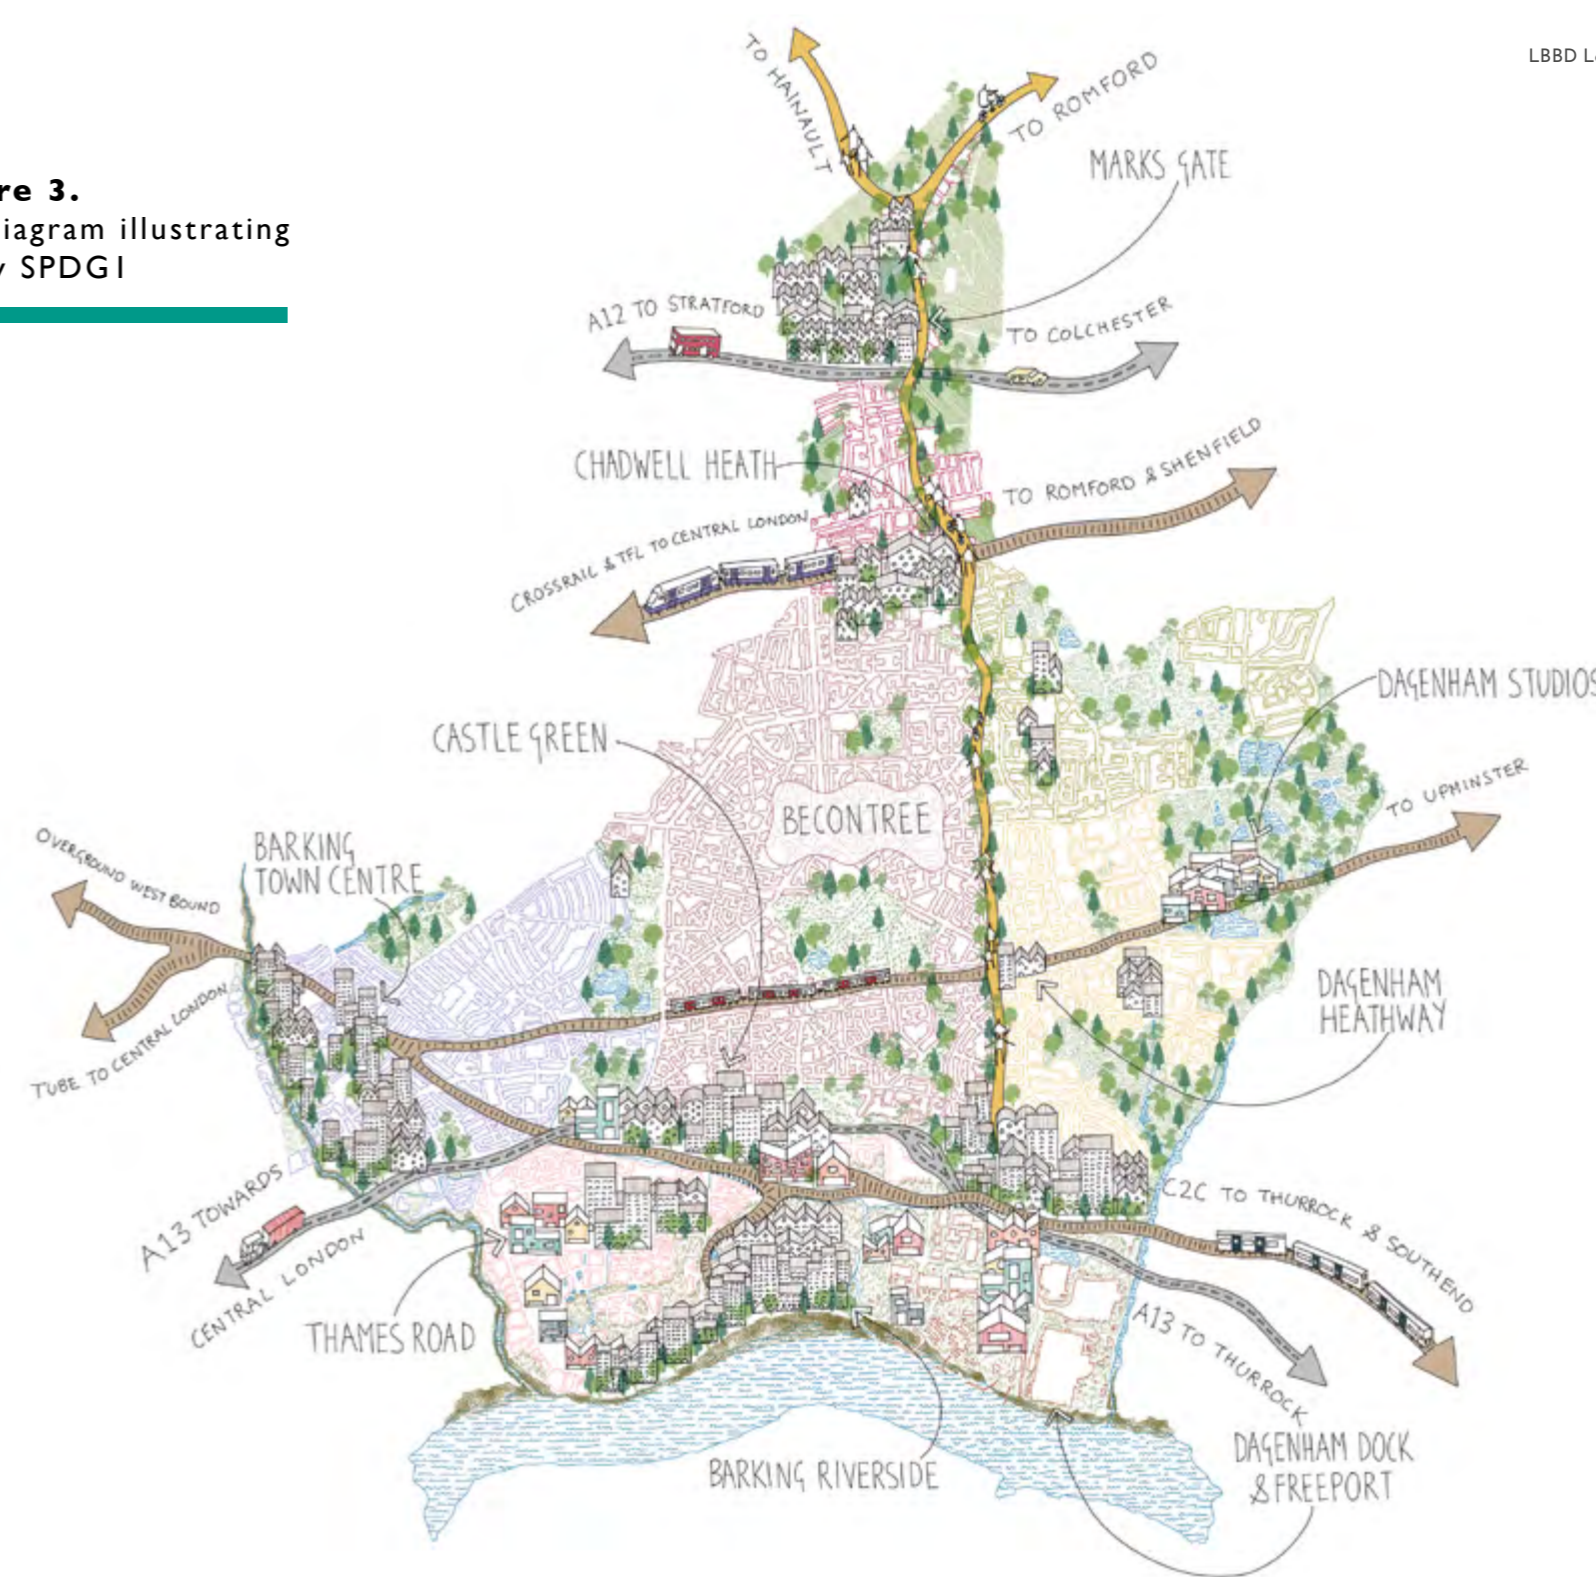 LBBD L
re 3.
iagram illustrating
y SPDG1
TO HAINAULT
TO ROMFORD
MARKS GATE
A12 TO STRATFORD
TO COLCHESTER
CHADWELL HEATH
TO ROMFORD & SHENFIELD
CROSSRAIL & TFL TO CENTRAL LONDON
DAGENHAM STUDIOS
CASTLE GREEN
TO UPMINSTER
BECONTREE
OVERGROUND WEST BOUND
BARKING
TOWN CENTRE
DAGENHAM
HEATHWAY
TUBE TO CENTRAL LONDON
A13 TOWARDS
CENTRAL LONDON
C2C TO THURROCK & SOUTHEND
THAMES ROAD
A13 TO THURROCK
BARKING RIVERSIDE
DAGENHAM DOCK
& FREEPORT